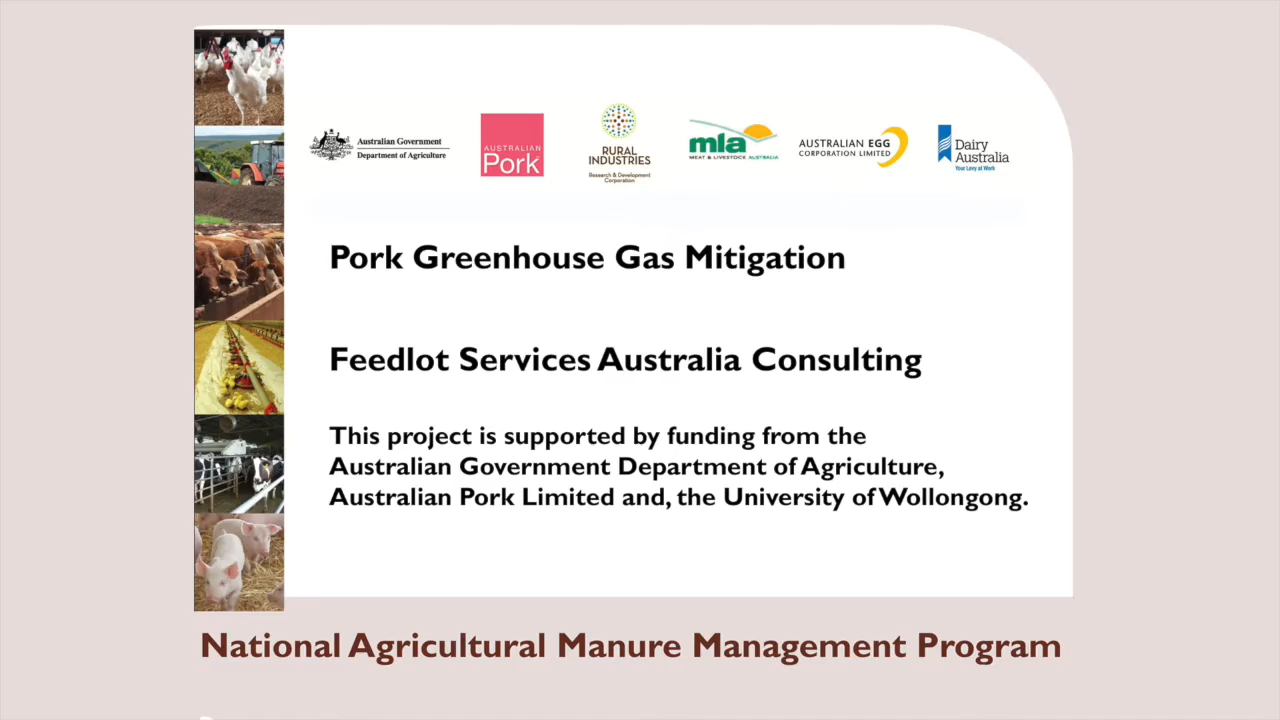 Australian Government
Department of Agriculture
AUSTRALIAN
Pork
RURAL
INDUSTRIES
Research & Development
Corporation
mla
MEAT & LIVESTOCK AUSTRALIA
AUSTRALIAN EGG
CORPORATION LIMITED
Dairy
Australia
Your Levy at Work
Pork Greenhouse Gas Mitigation
Feedlot Services Australia Consulting
This project is supported by funding from the
Australian Government Department of Agriculture,
Australian Pork Limited and, the University of Wollongong.
National Agricultural Manure Management Program